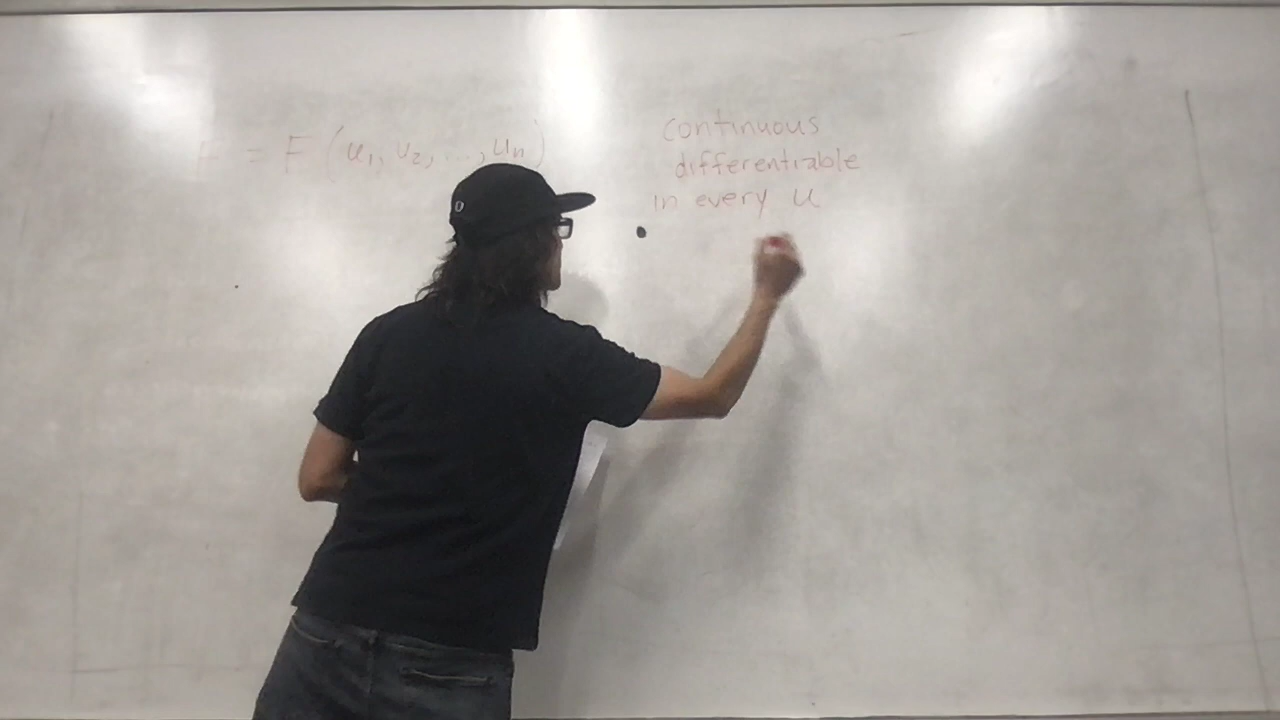 F = F (u₁, u₂, ..., uₙ)
continuous
differentiable
in every u